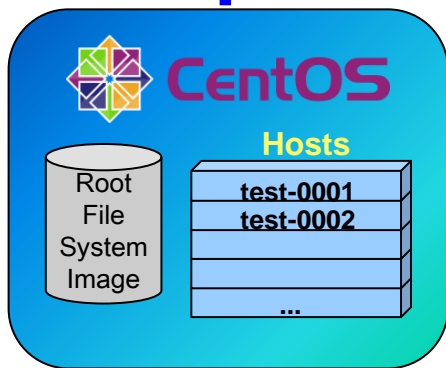 CentOS
Hosts
Root
File
System
Image
test-0001
test-0002
...